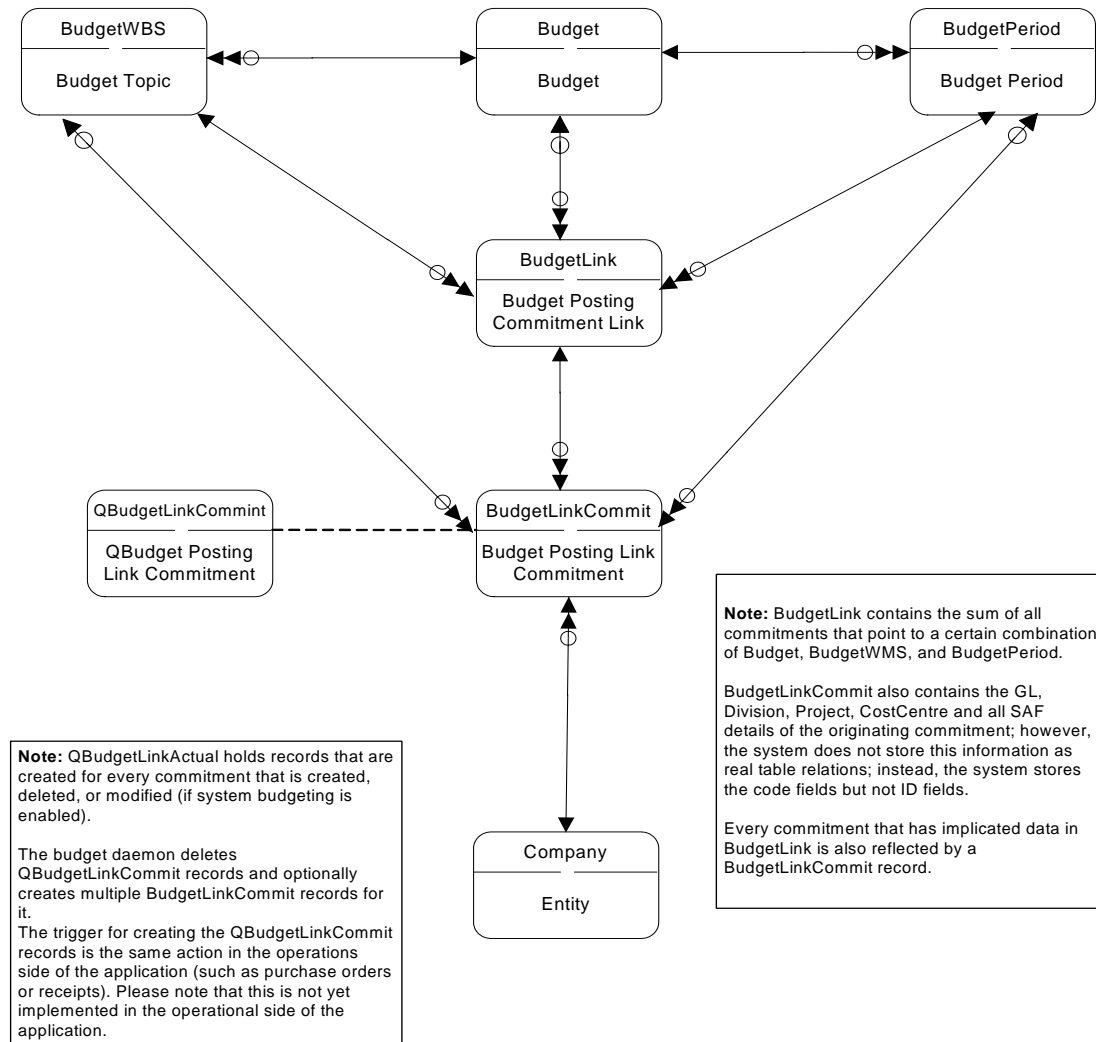 BudgetWBS
Budget Topic
Budget
Budget
BudgetPeriod
Budget Period
BudgetLink
Budget Posting
Commitment Link
QBudgetLinkCommint
QBudget Posting
Link Commitment
BudgetLinkCommit
Budget Posting Link
Commitment
Note: BudgetLink contains the sum of all
commitments that point to a certain combination
of Budget, BudgetWMS, and BudgetPeriod.
BudgetLinkCommit also contains the GL,
Division, Project, CostCentre and all SAF
details of the originating commitment; however,
the system does not store this information as
real table relations; instead, the system stores
the code fields but not ID fields.
Every commitment that has implicated data in
BudgetLink is also reflected by a
BudgetLinkCommit record.
Note: QBudgetLinkActual holds records that are
created for every commitment that is created,
deleted, or modified (if system budgeting is
enabled).
The budget daemon deletes
QBudgetLinkCommit records and optionally
creates multiple BudgetLinkCommit records for
it.
The trigger for creating the QBudgetLinkCommit
records is the same action in the operations
side of the application (such as purchase orders
or receipts). Please note that this is not yet
implemented in the operational side of the
application.
Company
Entity